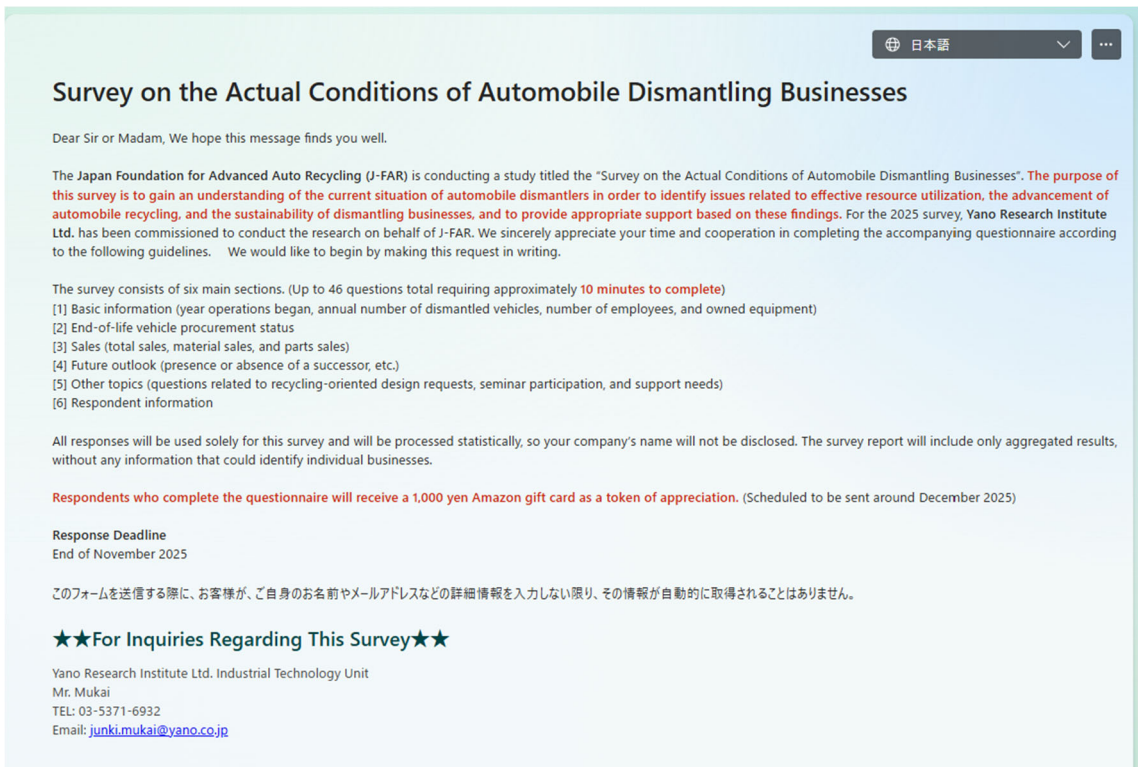 日本語
Survey on the Actual Conditions of Automobile Dismantling Businesses
Dear Sir or Madam, We hope this message finds you well.
The Japan Foundation for Advanced Auto Recycling (J-FAR) is conducting a study titled the "Survey on the Actual Conditions of Automobile Dismantling Businesses". The purpose of
this survey is to gain an understanding of the current situation of automobile dismantlers in order to identify issues related to effective resource utilization, the advancement of
automobile recycling, and the sustainability of dismantling businesses, and to provide appropriate support based on these findings. For the 2025 survey, Yano Research Institute
Ltd. has been commissioned to conduct the research on behalf of J-FAR. We sincerely appreciate your time and cooperation in completing the accompanying questionnaire according
to the following guidelines. We would like to begin by making this request in writing.
The survey consists of six main sections. (Up to 46 questions total requiring approximately 10 minutes to complete)
[1] Basic information (year operations began, annual number of dismantled vehicles, number of employees, and owned equipment)
[2] End-of-life vehicle procurement status
[3] Sales (total sales, material sales, and parts sales)
[4] Future outlook (presence or absence of a successor, etc.)
[5] Other topics (questions related to recycling-oriented design requests, seminar participation, and support needs)
[6] Respondent information
All responses will be used solely for this survey and will be processed statistically, so your company's name will not be disclosed. The survey report will include only aggregated results,
without any information that could identify individual businesses.
Respondents who complete the questionnaire will receive a 1,000 yen Amazon gift card as a token of appreciation. (Scheduled to be sent around December 2025)
Response Deadline
End of November 2025
このフォームを送信する際に、お客様が、ご自身のお名前やメールアドレスなどの詳細情報を入力しない限り、その情報が自動的に取得されることはありません。
★★For Inquiries Regarding This Survey★★
Yano Research Institute Ltd. Industrial Technology Unit
Mr. Mukai
TEL: 03-5371-6932
Email: junki.mukai@yano.co.jp